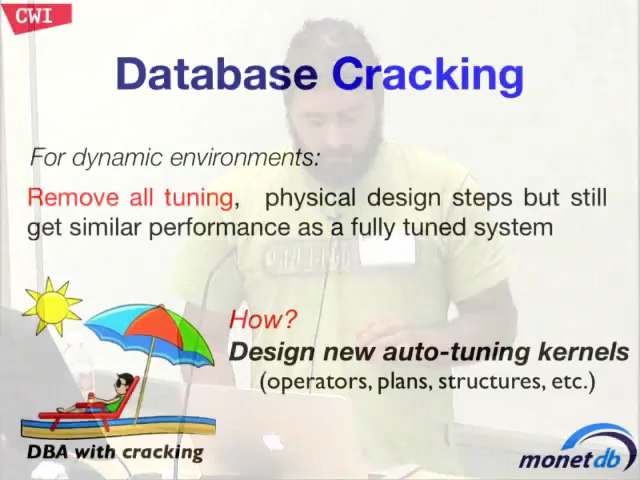 CWI
Database Cracking
For dynamic environments:
Remove all tuning, physical design steps but still
get similar performance as a fully tuned system
How?
Design new auto-tuning kernels
(operators, plans, structures, etc.)
DBA with cracking
monetdb